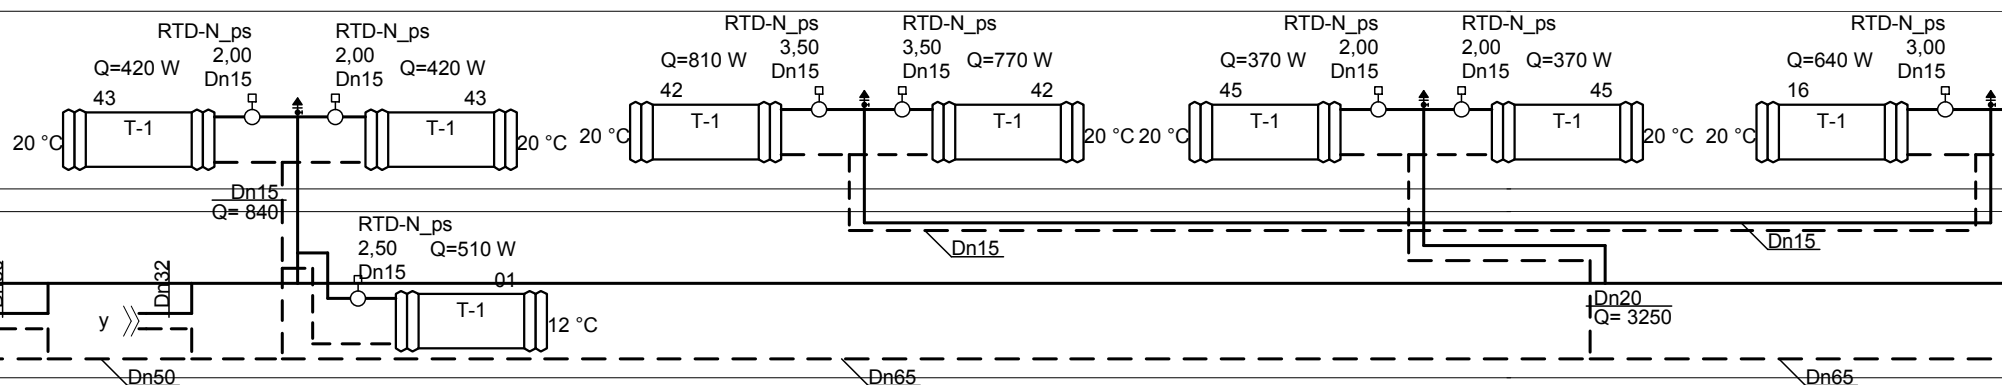 RTD-N_ps
2,00
Dn15
Q=420 W
43
T-1
20 °C
RTD-N_ps
2,00
Dn15
Q=420 W
43
T-1
20 °C
RTD-N_ps
3,50
Dn15
Q=810 W
42
T-1
20 °C
RTD-N_ps
3,50
Dn15
Q=770 W
42
T-1
20 °C
RTD-N_ps
2,00
Dn15
Q=370 W
45
T-1
20 °C
RTD-N_ps
2,00
Dn15
Q=370 W
45
T-1
20 °C
RTD-N_ps
3,00
Dn15
Q=640 W
16
T-1
20 °C
Dn15
Q= 840
RTD-N_ps
2,50
Dn15
Q=510 W
01
T-1
12 °C
Dn15
Dn15
Dn32
y
Dn20
Q= 3250
Dn50
Dn65
Dn65